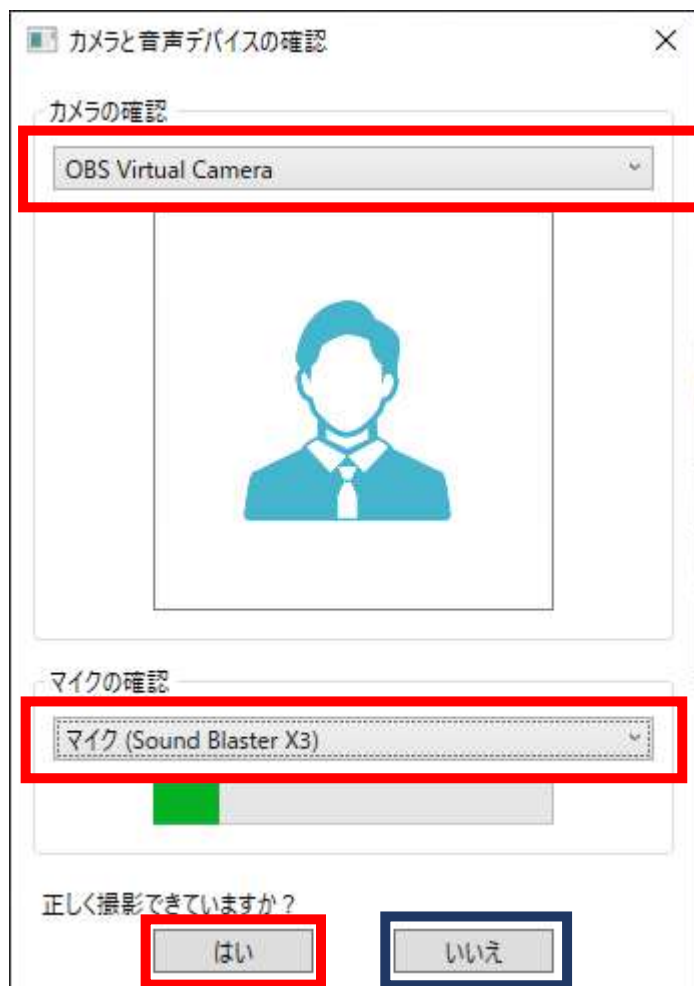 カメラと音声デバイスの確認
カメラの確認
OBS Virtual Camera
マイクの確認
マイク (Sound Blaster X3)
正しく撮影できていますか？
はい いいえ